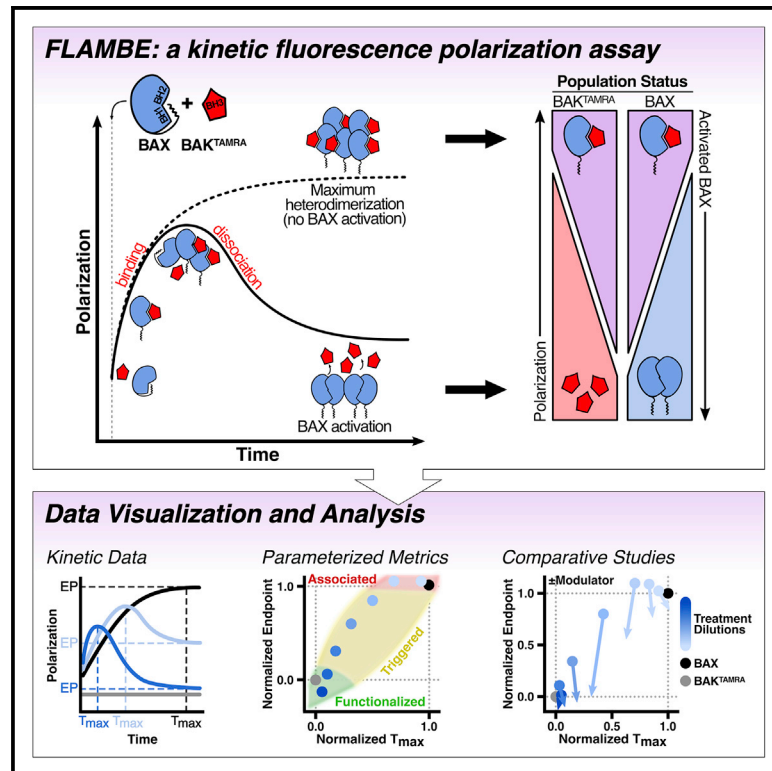 FLAMBE: a kinetic fluorescence polarization assay
BH2
BH1
+
BH3
BAX BAK^TAMRA
Maximum
heterodimerization
(no BAX activation)
binding
dissociation
BAX activation
Polarization
Time
Population Status
BAK^TAMRA BAX
Polarization
Activated BAX
Data Visualization and Analysis
Kinetic Data
EP
EP
EP
Polarization
Tmax Tmax Tmax
Time
Parameterized Metrics
Normalized Endpoint
1.0
0.0
Associated
Triggered
Functionalized
0.0 1.0
Normalized Tmax
Comparative Studies
±Modulator
Normalized Endpoint
1.0
0.5
0.0
0.0 0.5 1.0
Normalized Tmax
Treatment
Dilutions
BAX
BAK^TAMRA